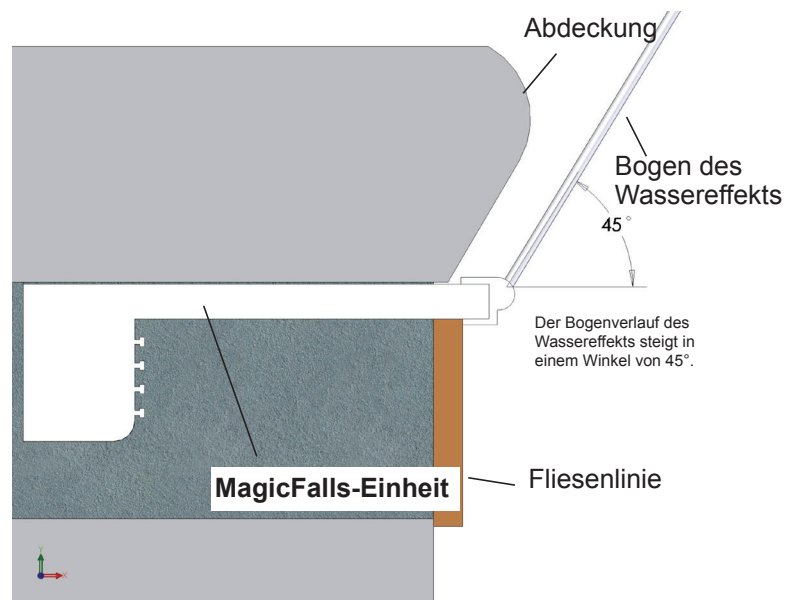 Abdeckung
Bogen des
Wassereffekts
45°
Der Bogenverlauf des
Wassereffekts steigt in
einem Winkel von 45°.
MagicFalls-Einheit
Fliesenlinie
Y
X